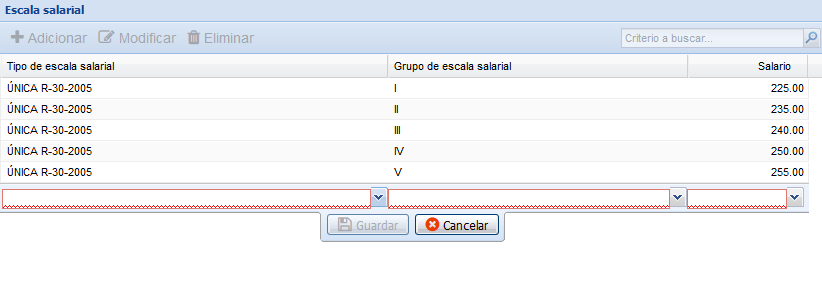 Escala salarial
Adicionar Modificar Eliminar Criterio a buscar...
Tipo de escala salarial Grupo de escala salarial Salario
ÚNICA R-30-2005 I 225.00
ÚNICA R-30-2005 II 235.00
ÚNICA R-30-2005 III 240.00
ÚNICA R-30-2005 IV 250.00
ÚNICA R-30-2005 V 255.00
Guardar Cancelar